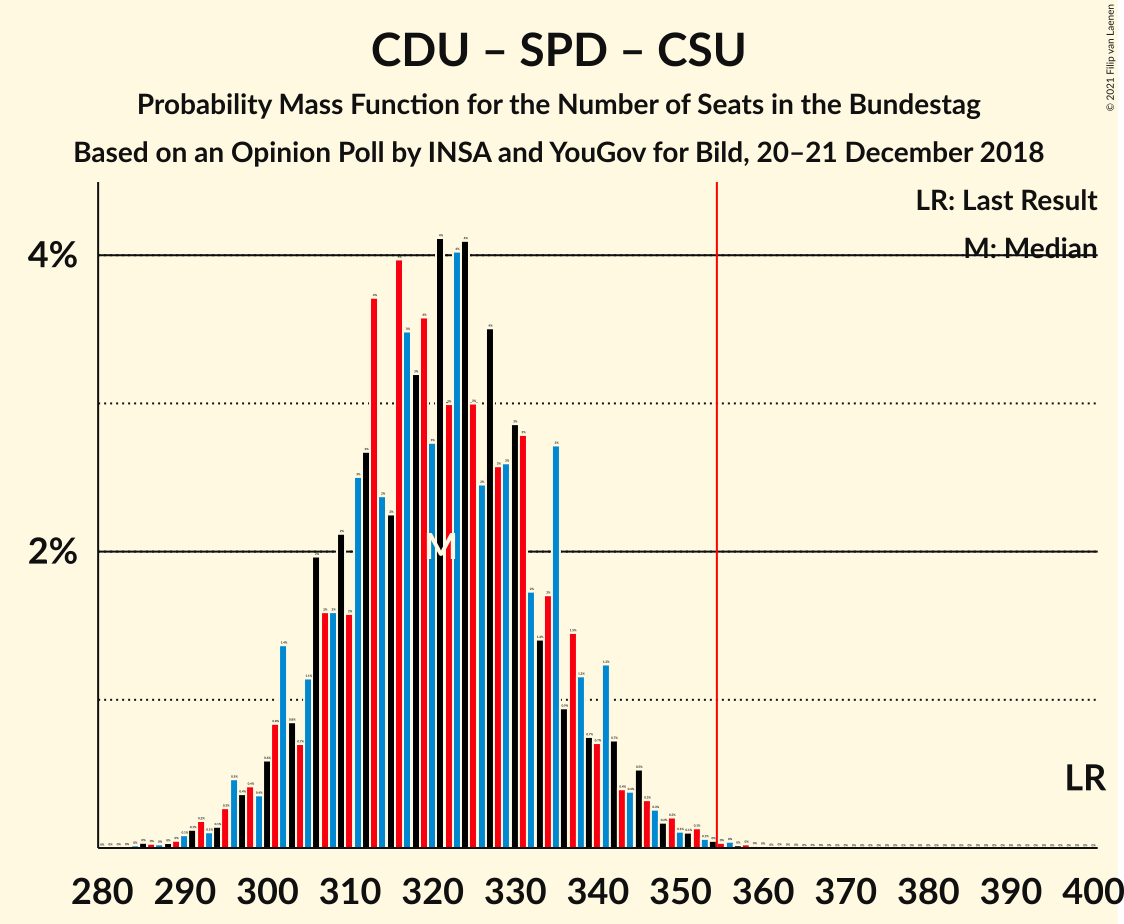 CDU – SPD – CSU
Probability Mass Function for the Number of Seats in the Bundestag
Based on an Opinion Poll by INSA and YouGov for Bild, 20–21 December 2018
© 2021 Filip van Laenen
LR: Last Result
M: Median
4%
2%
M
LR
280 290 300 310 320 330 340 350 360 370 380 390 400